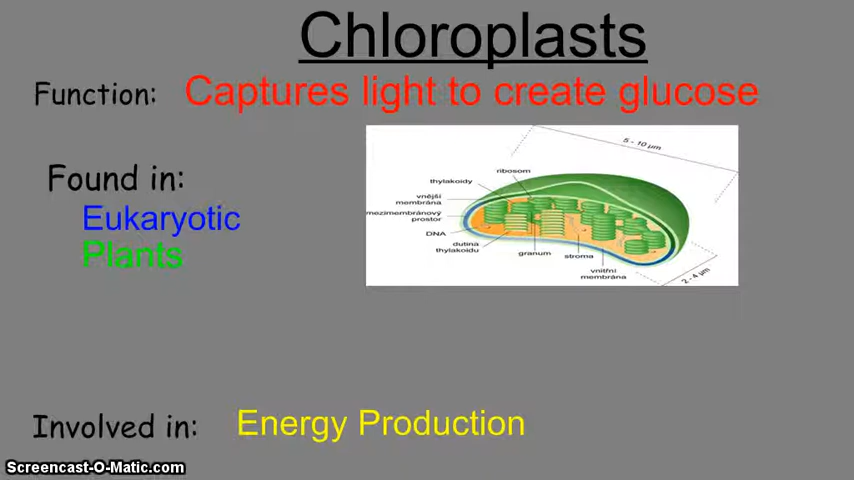 Chloroplasts
Function: Captures light to create glucose
Found in:
Eukaryotic
Plants
5 - 10 µm
ribosom
thylakoidy
vnější
membrána
mezimembránový
prostor
DNA
dutina
thylakoidu
granum
stroma
vnitřní
membrána
2 - 4 µm
Involved in: Energy Production
Screencast-O-Matic.com